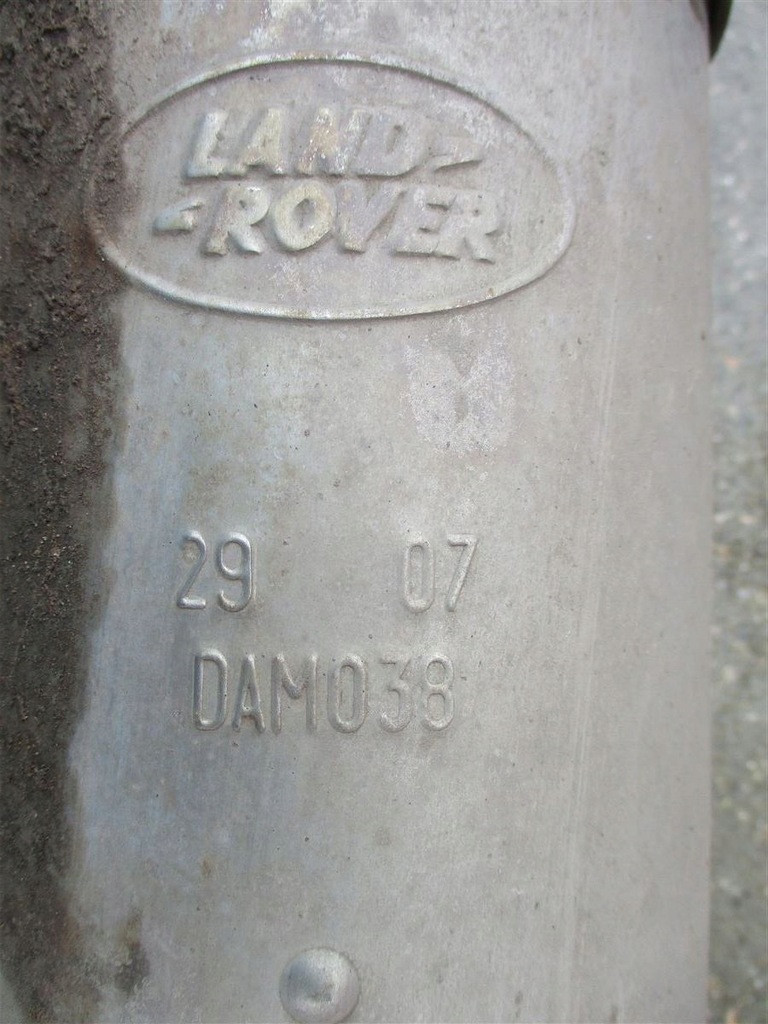 LAND
ROVER
29 07
DAM038